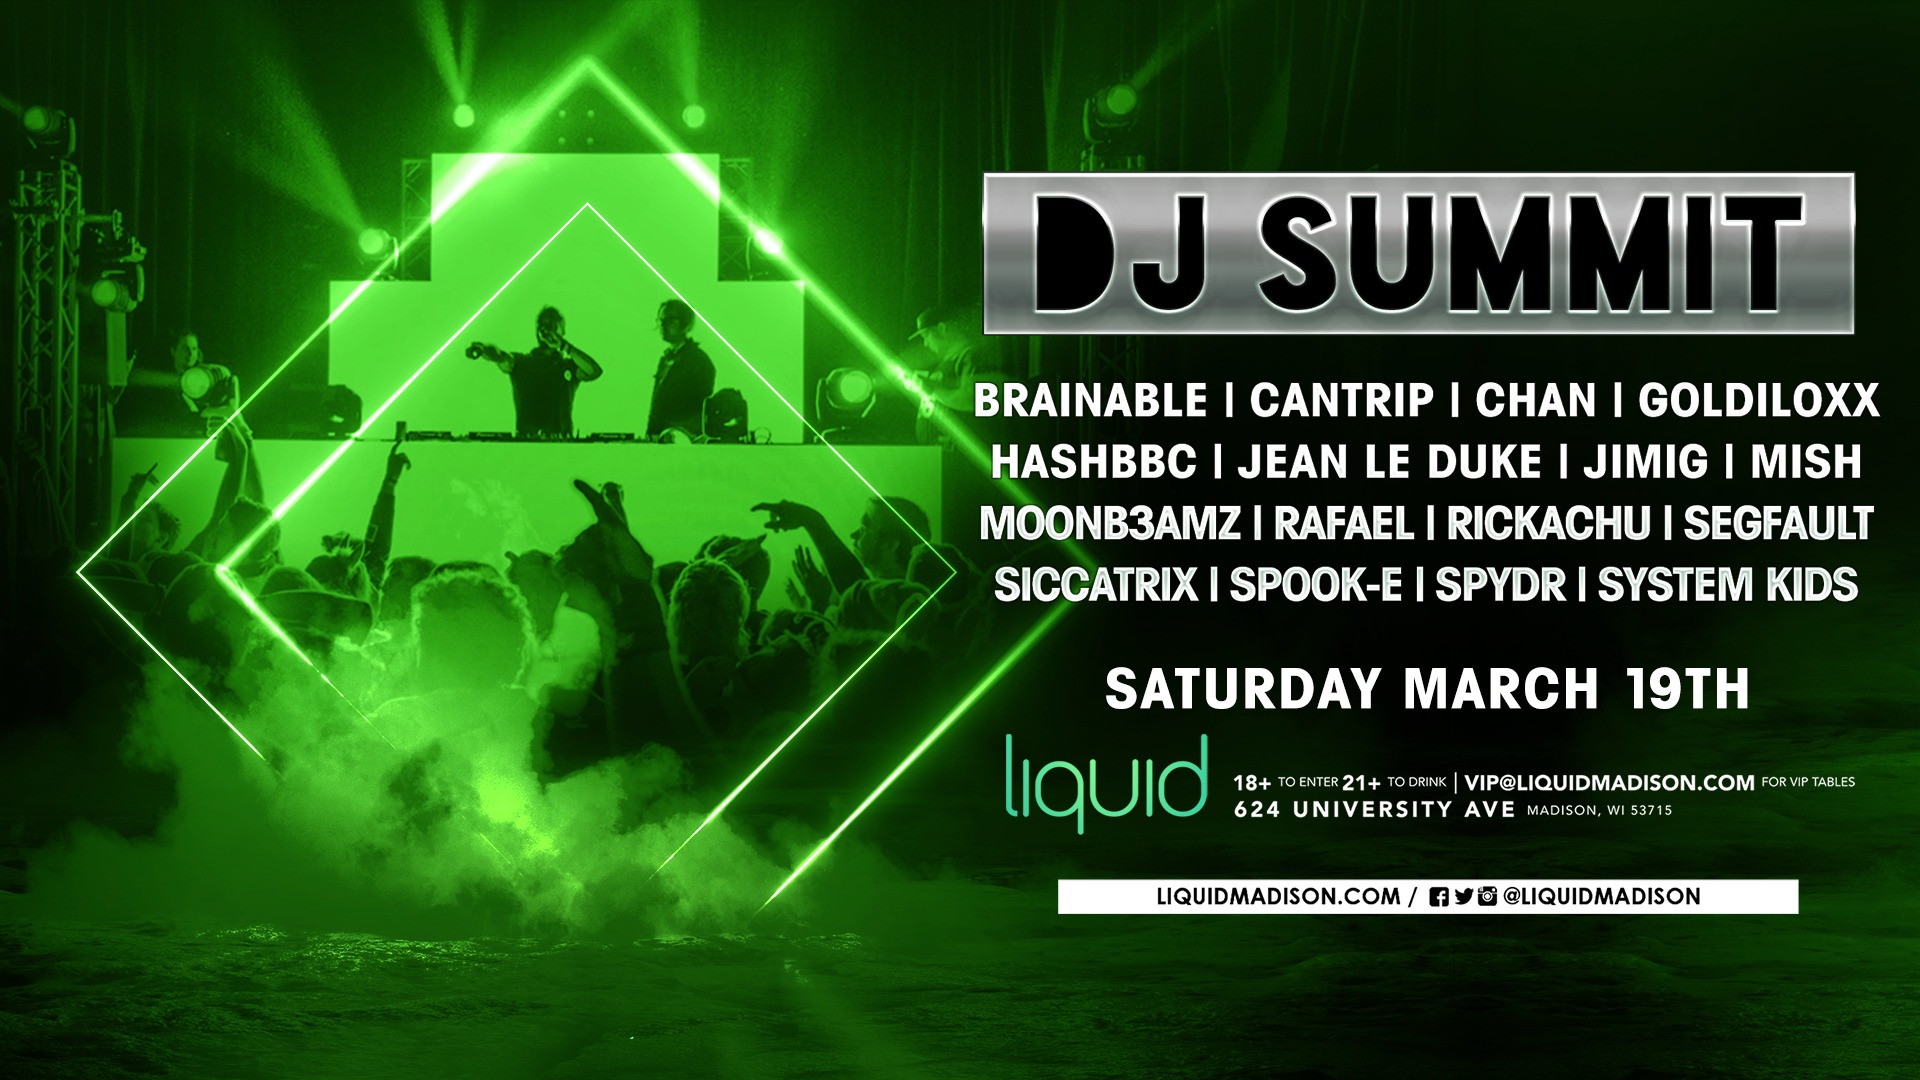 DJ SUMMIT
BRAINABLE | CANTRIP | CHAN | GOLDILOXX
HASHBBC | JEAN LE DUKE | JIMIG | MISH
MOONB3AMZ | RAFAEL | RICKACHU | SEGFAULT
SICCATRIX | SPOOK-E | SPYDR | SYSTEM KIDS
SATURDAY MARCH 19TH
liquid
18+ TO ENTER 21+ TO DRINK | VIP@LIQUIDMADISON.COM FOR VIP TABLES
624 UNIVERSITY AVE MADISON, WI 53715
LIQUIDMADISON.COM / @LIQUIDMADISON